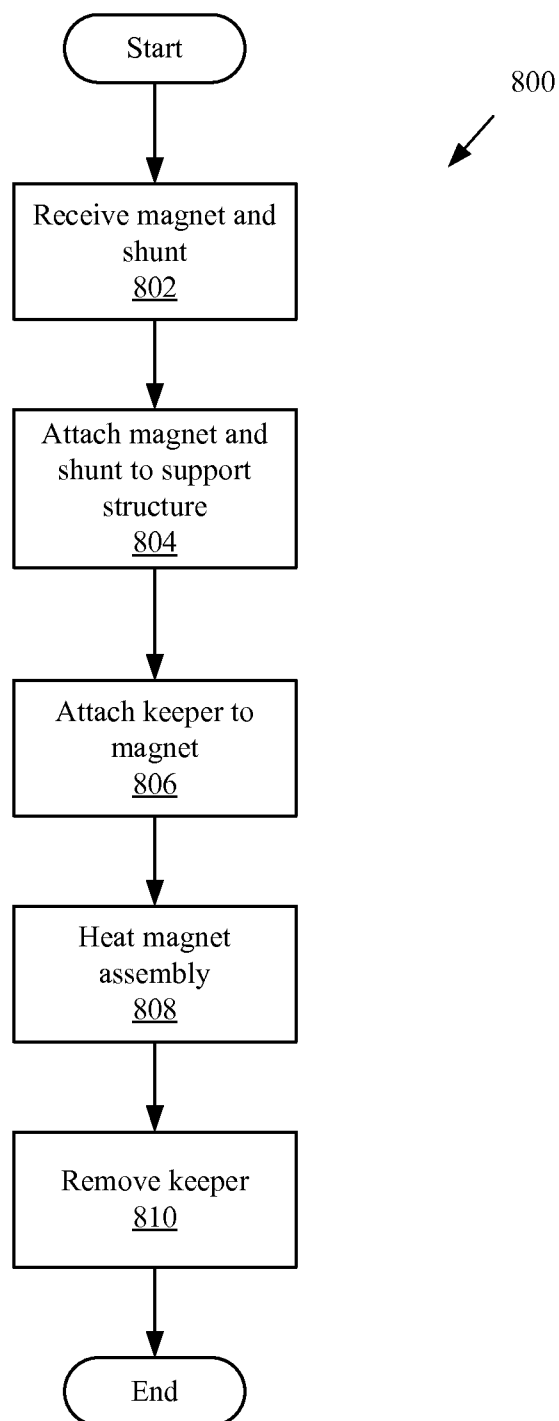 Start
800
Receive magnet and
shunt
802
Attach magnet and
shunt to support
structure
804
Attach keeper to
magnet
806
Heat magnet
assembly
808
Remove keeper
810
End